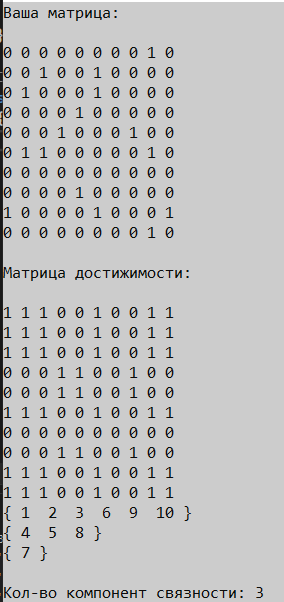 Ваша матрица:
0 0 0 0 0 0 0 0 1 0
0 0 1 0 0 1 0 0 0 0
0 1 0 0 0 1 0 0 0 0
0 0 0 0 1 0 0 0 0 0
0 0 0 1 0 0 0 1 0 0
0 1 1 0 0 0 0 0 1 0
0 0 0 0 0 0 0 0 0 0
0 0 0 0 1 0 0 0 0 0
1 0 0 0 0 1 0 0 0 1
0 0 0 0 0 0 0 0 1 0
Матрица достижимости:
1 1 1 0 0 1 0 0 1 1
1 1 1 0 0 1 0 0 1 1
1 1 1 0 0 1 0 0 1 1
0 0 0 1 1 0 0 1 0 0
0 0 0 1 1 0 0 1 0 0
1 1 1 0 0 1 0 0 1 1
0 0 0 0 0 0 0 0 0 0
0 0 0 1 1 0 0 1 0 0
1 1 1 0 0 1 0 0 1 1
1 1 1 0 0 1 0 0 1 1
{ 1 2 3 6 9 10 }
{ 4 5 8 }
{ 7 }
Кол-во компонент связности: 3